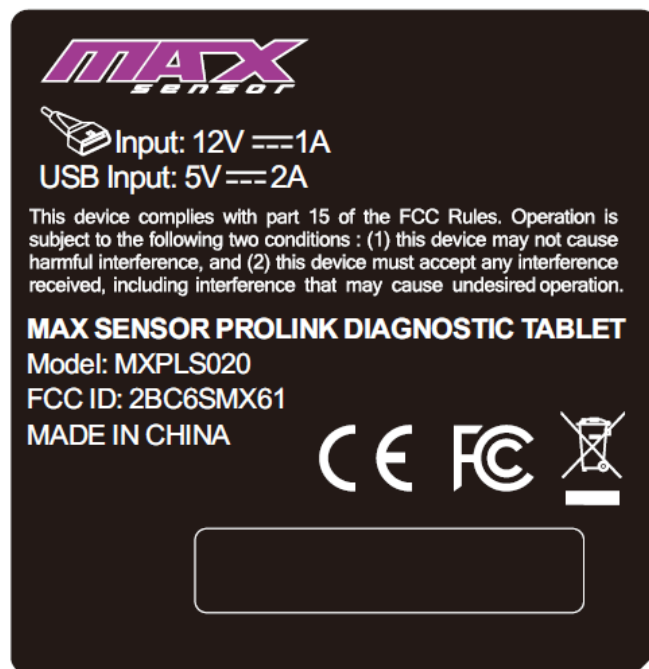 MAX
sensor
Input: 12V ⎓ 1A
USB Input: 5V ⎓ 2A
This device complies with part 15 of the FCC Rules. Operation is
subject to the following two conditions : (1) this device may not cause
harmful interference, and (2) this device must accept any interference
received, including interference that may cause undesired operation.
MAX SENSOR PROLINK DIAGNOSTIC TABLET
Model: MXPLS020
FCC ID: 2BC6SMX61
MADE IN CHINA
CE FC